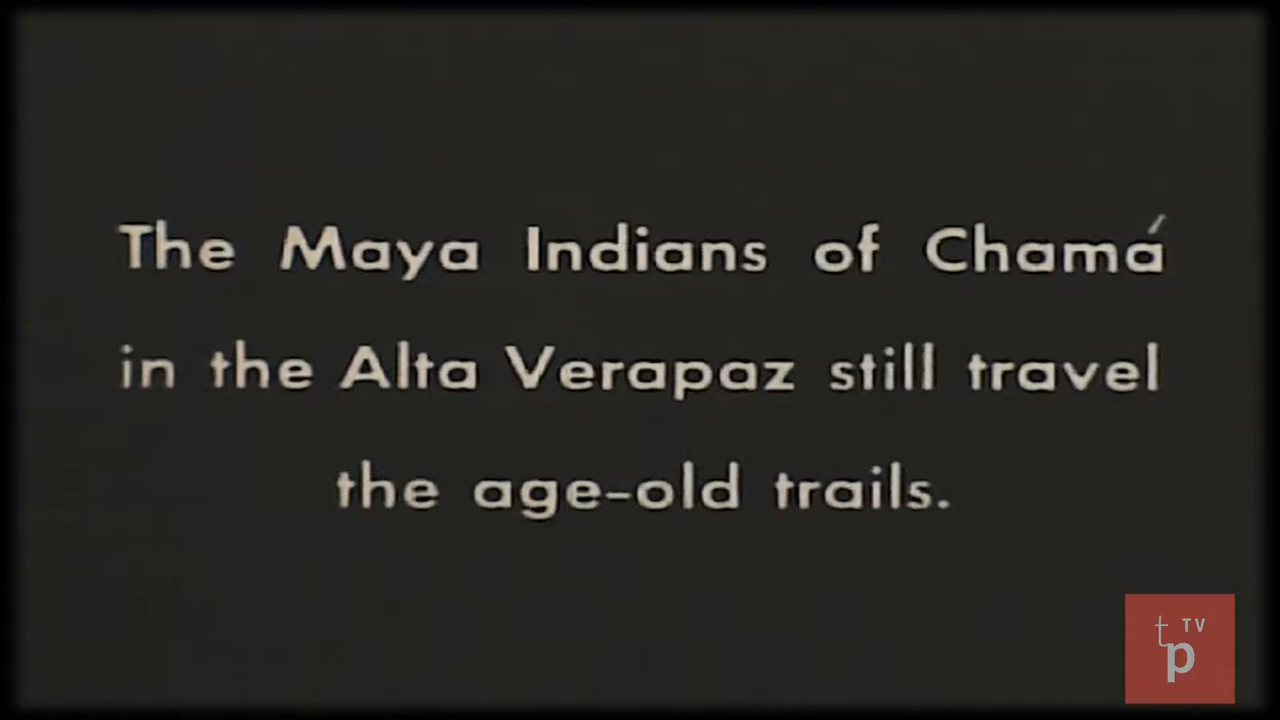 The Maya Indians of Chamá
in the Alta Verapaz still travel
the age-old trails.
tp TV